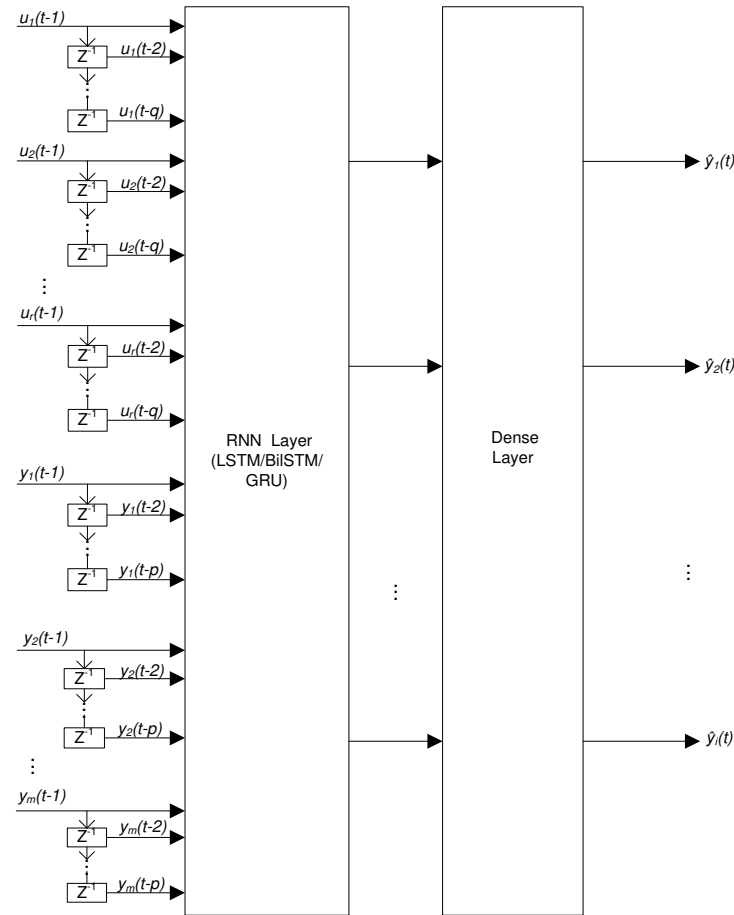 u1(t-1)
Z-1 u1(t-2)
⋮
Z-1 u1(t-q)
u2(t-1)
Z-1 u2(t-2)
⋮
Z-1 u2(t-q)
⋮
ur(t-1)
Z-1 ur(t-2)
⋮
Z-1 ur(t-q)
y1(t-1)
Z-1 y1(t-2)
⋮
Z-1 y1(t-p)
y2(t-1)
Z-1 y2(t-2)
⋮
Z-1 y2(t-p)
⋮
ym(t-1)
Z-1 ym(t-2)
⋮
Z-1 ym(t-p)
RNN Layer
(LSTM/BilSTM/
GRU)
⋮
Dense
Layer
ŷ1(t)
ŷ2(t)
⋮
ŷi(t)